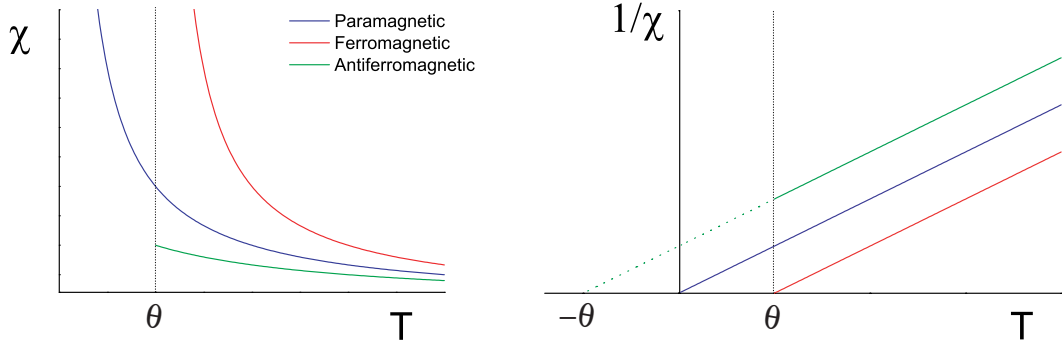 χ
Paramagnetic
Ferromagnetic
Antiferromagnetic
θ
T
1/χ
−θ
θ
T